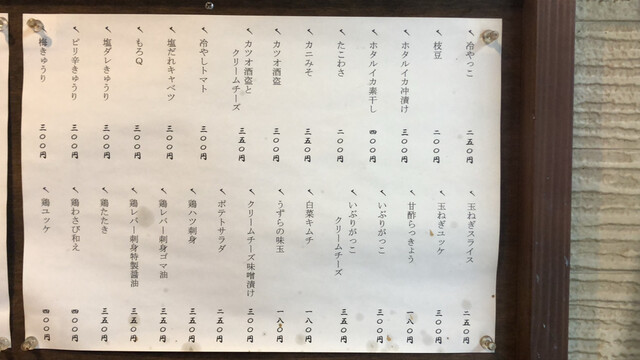 冷やっこ 二五〇円
枝豆 二〇〇円
ホタルイカ沖漬け 三〇〇円
ホタルイカ素干し 四〇〇円
たこわさ 二〇〇円
カニみそ 三五〇円
カツオ酒盗 三〇〇円
カツオ酒盗と
クリームチーズ 三五〇円
冷やしトマト 三〇〇円
塩だれキャベツ 三〇〇円
もろQ 三〇〇円
塩ダレきゅうり 三〇〇円
ピリ辛きゅうり 三〇〇円
梅きゅうり 三〇〇円
玉ねぎスライス 二五〇円
玉ねぎユッケ 三〇〇円
甘酢らっきょう 一八〇円
いぶりがっこ 三〇〇円
いぶりがっこ
クリームチーズ 三五〇円
白菜キムチ 一八〇円
うずらの味玉 一八〇円
クリームチーズ味噌漬け 三〇〇円
ポテトサラダ 二五〇円
鶏ハツ刺身 三五〇円
鶏レバー刺身ゴマ油 三五〇円
鶏レバー刺身特製醤油 三五〇円
鶏たたき 三五〇円
鶏わさび和え 四〇〇円
鶏ユッケ 四〇〇円